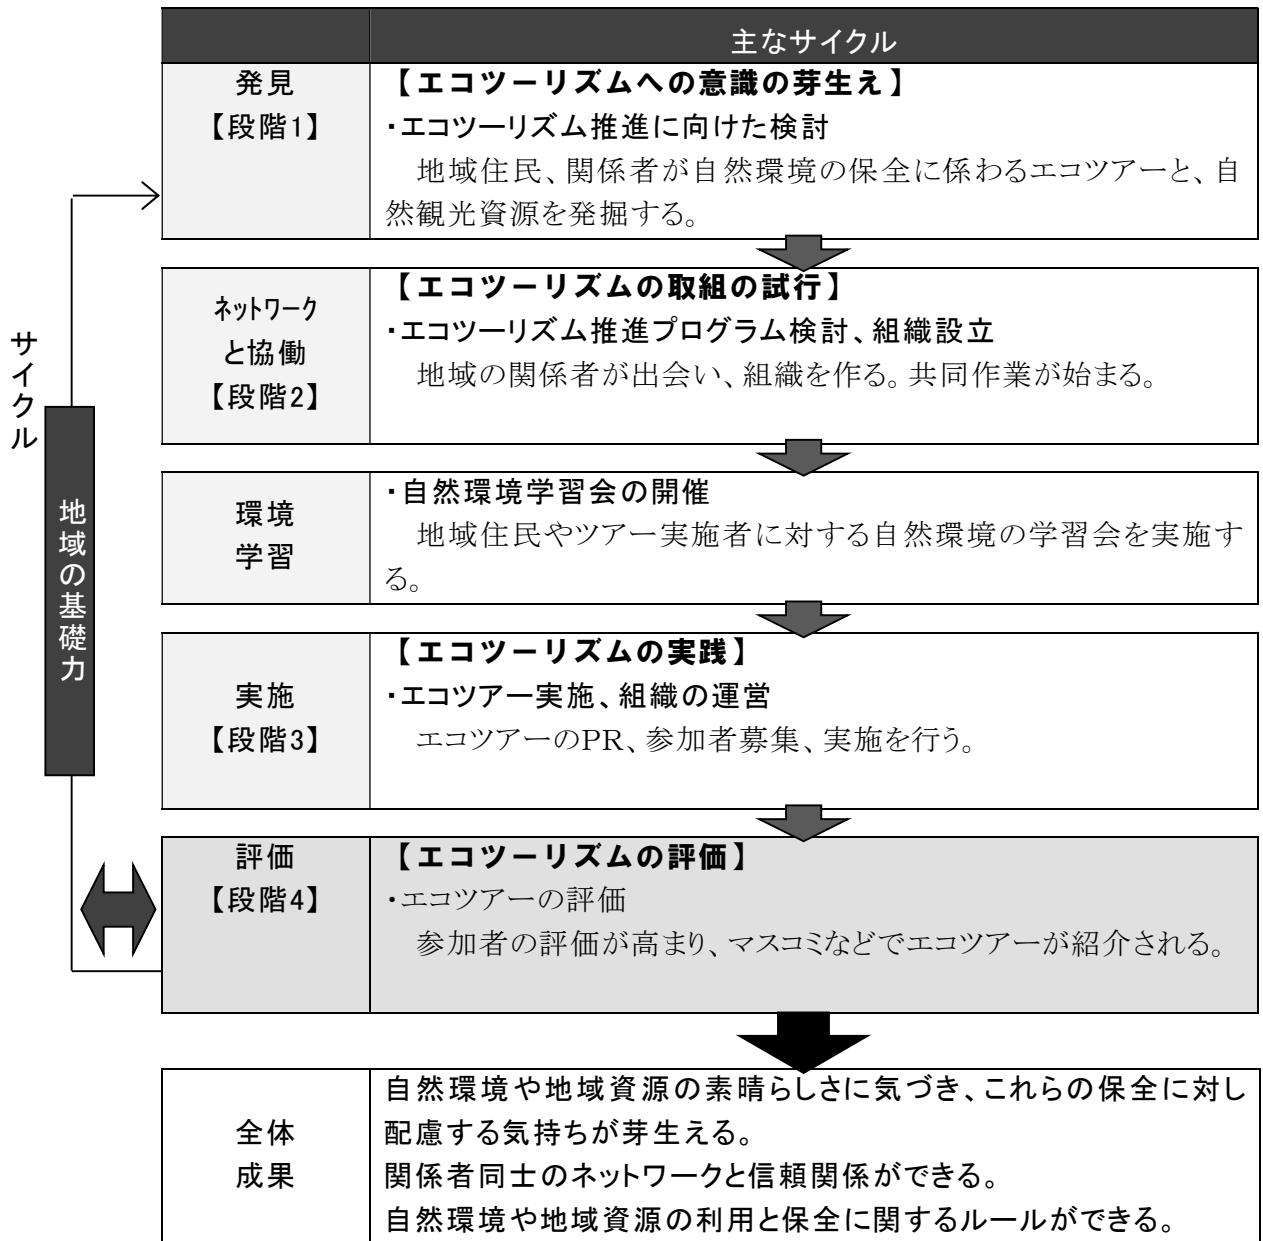 主なサイクル
発見
【段階1】
【エコツーリズムへの意識の芽生え】
・エコツーリズム推進に向けた検討
地域住民、関係者が自然環境の保全に係わるエコツアーと、自
然観光資源を発掘する。
ネットワーク
と協働
【段階2】
【エコツーリズムの取組の試行】
・エコツーリズム推進プログラム検討、組織設立
地域の関係者が出会い、組織を作る。共同作業が始まる。
環境
学習
・自然環境学習会の開催
地域住民やツアー実施者に対する自然環境の学習会を実施す
る。
実施
【段階3】
【エコツーリズムの実践】
・エコツアー実施、組織の運営
エコツアーのPR、参加者募集、実施を行う。
評価
【段階4】
【エコツーリズムの評価】
・エコツアーの評価
参加者の評価が高まり、マスコミなどでエコツアーが紹介される。
全体
成果
自然環境や地域資源の素晴らしさに気づき、これらの保全に対し
配慮する気持ちが芽生える。
関係者同士のネットワークと信頼関係ができる。
自然環境や地域資源の利用と保全に関するルールができる。
サイクル
地域の基礎力